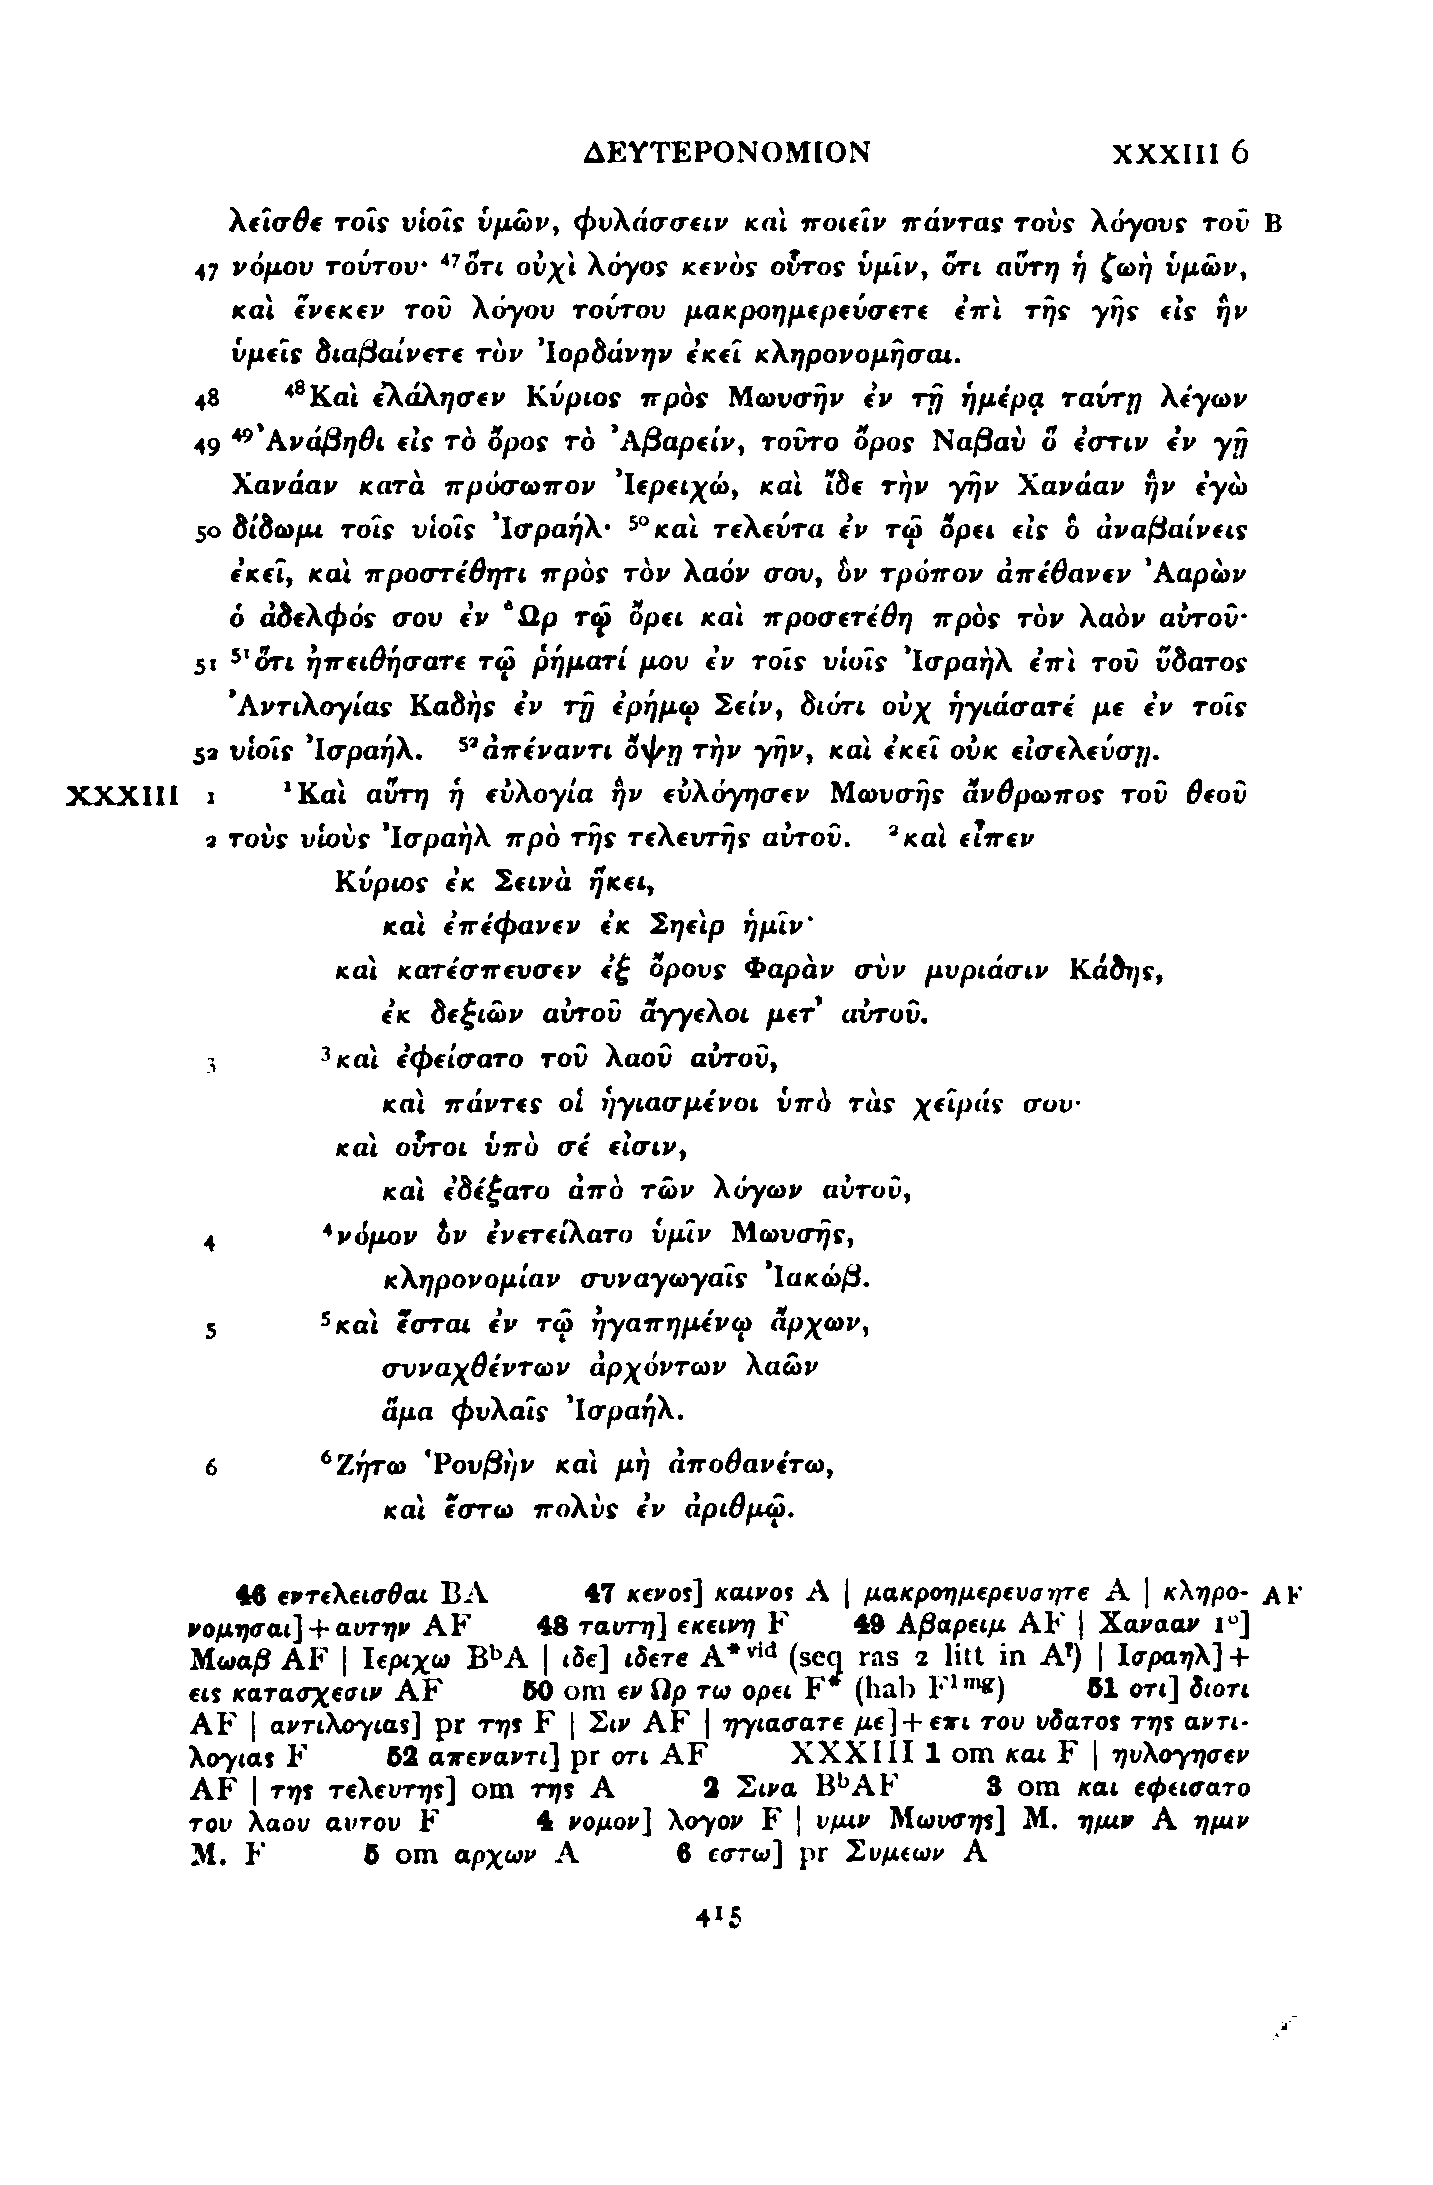 ΔΕΥΤΕΡΟΝΟΜΙΟΝ XXXIII 6
λεῖσθε τοῖς υἱοῖς ὑμῶν, φυλάσσειν καὶ ποιεῖν πάντας τοὺς λόγους τοῦ B
47 νόμου τούτου· ⁴⁷ὅτι οὐχὶ λόγος κενὸς οὗτος ὑμῖν, ὅτι αὕτη ἡ ζωὴ ὑμῶν,
καὶ ἕνεκεν τοῦ λόγου τούτου μακροημερεύσετε ἐπὶ τῆς γῆς εἰς ἣν
ὑμεῖς διαβαίνετε τὸν Ἰορδάνην ἐκεῖ κληρονομῆσαι.
48 ⁴⁸Καὶ ἐλάλησεν Κύριος πρὸς Μωυσῆν ἐν τῇ ἡμέρᾳ ταύτῃ λέγων
49 ⁴⁹Ἀνάβηθι εἰς τὸ ὄρος τὸ Ἀβαρείν, τοῦτο ὄρος Ναβαὺ ὅ ἐστιν ἐν γῇ
Χανάαν κατὰ πρόσωπον Ἰερειχώ, καὶ ἴδε τὴν γῆν Χανάαν ἣν ἐγὼ
50 δίδωμι τοῖς υἱοῖς Ἰσραήλ· ⁵⁰καὶ τελεύτα ἐν τῷ ὄρει εἰς ὃ ἀναβαίνεις
ἐκεῖ, καὶ προστέθητι πρὸς τὸν λαόν σου, ὃν τρόπον ἀπέθανεν Ἀαρὼν
ὁ ἀδελφός σου ἐν Ὢρ τῷ ὄρει καὶ προσετέθη πρὸς τὸν λαὸν αὐτοῦ·
51 ⁵¹ὅτι ἠπειθήσατε τῷ ῥήματί μου ἐν τοῖς υἱοῖς Ἰσραὴλ ἐπὶ τοῦ ὕδατος
Ἀντιλογίας Καδὴς ἐν τῇ ἐρήμῳ Σείν, διότι οὐχ ἡγιάσατέ με ἐν τοῖς
52 υἱοῖς Ἰσραήλ. ⁵²ἀπέναντι ὄψῃ τὴν γῆν, καὶ ἐκεῖ οὐκ εἰσελεύσῃ.
XXXIII 1 ¹Καὶ αὕτη ἡ εὐλογία ἣν εὐλόγησεν Μωυσῆς ἄνθρωπος τοῦ θεοῦ
2 τοὺς υἱοὺς Ἰσραὴλ πρὸ τῆς τελευτῆς αὐτοῦ. ²καὶ εἶπεν
Κύριος ἐκ Σεινὰ ἥκει,
καὶ ἐπέφανεν ἐκ Σηεὶρ ἡμῖν·
καὶ κατέσπευσεν ἐξ ὄρους Φαρὰν σὺν μυριάσιν Κάδης,
ἐκ δεξιῶν αὐτοῦ ἄγγελοι μετ’ αὐτοῦ.
3 ³καὶ ἐφείσατο τοῦ λαοῦ αὐτοῦ,
καὶ πάντες οἱ ἡγιασμένοι ὑπὸ τὰς χεῖράς σου·
καὶ οὗτοι ὑπὸ σέ εἰσιν,
καὶ ἐδέξατο ἀπὸ τῶν λόγων αὐτοῦ,
4 ⁴νόμον ὃν ἐνετείλατο ὑμῖν Μωυσῆς,
κληρονομίαν συναγωγαῖς Ἰακώβ.
5 ⁵καὶ ἔσται ἐν τῷ ἠγαπημένῳ ἄρχων,
συναχθέντων ἀρχόντων λαῶν
ἅμα φυλαῖς Ἰσραήλ.
6 ⁶Ζήτω Ῥουβὴν καὶ μὴ ἀποθανέτω,
καὶ ἔστω πολὺς ἐν ἀριθμῷ.
46 εντελεισθαι BA 47 κενος] καινος A | μακροημερευσητε A | κληρο- AF
νομησαι]+αυτην AF 48 ταυτη] εκεινη F 49 Αβαρειμ AF | Χανααν 1º]
Μωαβ AF | Ιεριχω BᵇA | ιδε] ιδετε A*ᵛⁱᵈ (seq ras 2 litt in Aʳ) | Ισραηλ]+
εις κατασχεσιν AF 50 om εν Ωρ τω ορει F* (hab F¹ᵐᵍ) 51 οτι] διοτι
AF | αντιλογιας] pr της F | Σιν AF | ηγιασατε με]+επι του υδατος της αντι-
λογιας F 52 απεναντι] pr οτι AF XXXIII 1 om και F | ηυλογησεν
AF | της τελευτης] om της A 2 Σινα BᵇAF 3 om και εφεισατο
του λαου αυτου F 4 νομον] λογον F | υμιν Μωυσης] M. ημιν A ημιν
M. F 5 om αρχων A 6 εστω] pr Συμεων A
415